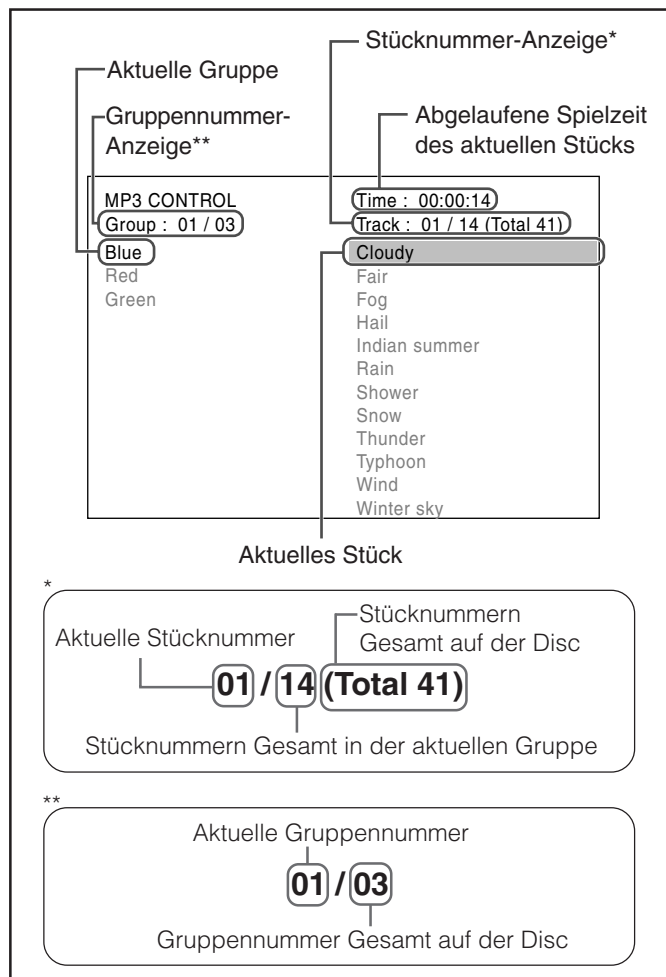 Stücknummer-Anzeige*
Aktuelle Gruppe
Gruppennummer-
Anzeige**
Abgelaufene Spielzeit
des aktuellen Stücks
MP3 CONTROL
Group : 01 / 03
Blue
Red
Green
Time : 00:00:14
Track : 01 / 14 (Total 41)
Cloudy
Fair
Fog
Hail
Indian summer
Rain
Shower
Snow
Thunder
Typhoon
Wind
Winter sky
Aktuelles Stück
*
Aktuelle Stücknummer
Stücknummern
Gesamt auf der Disc
01 / 14 (Total 41)
Stücknummern Gesamt in der aktuellen Gruppe
**
Aktuelle Gruppennummer
01 / 03
Gruppennummer Gesamt auf der Disc